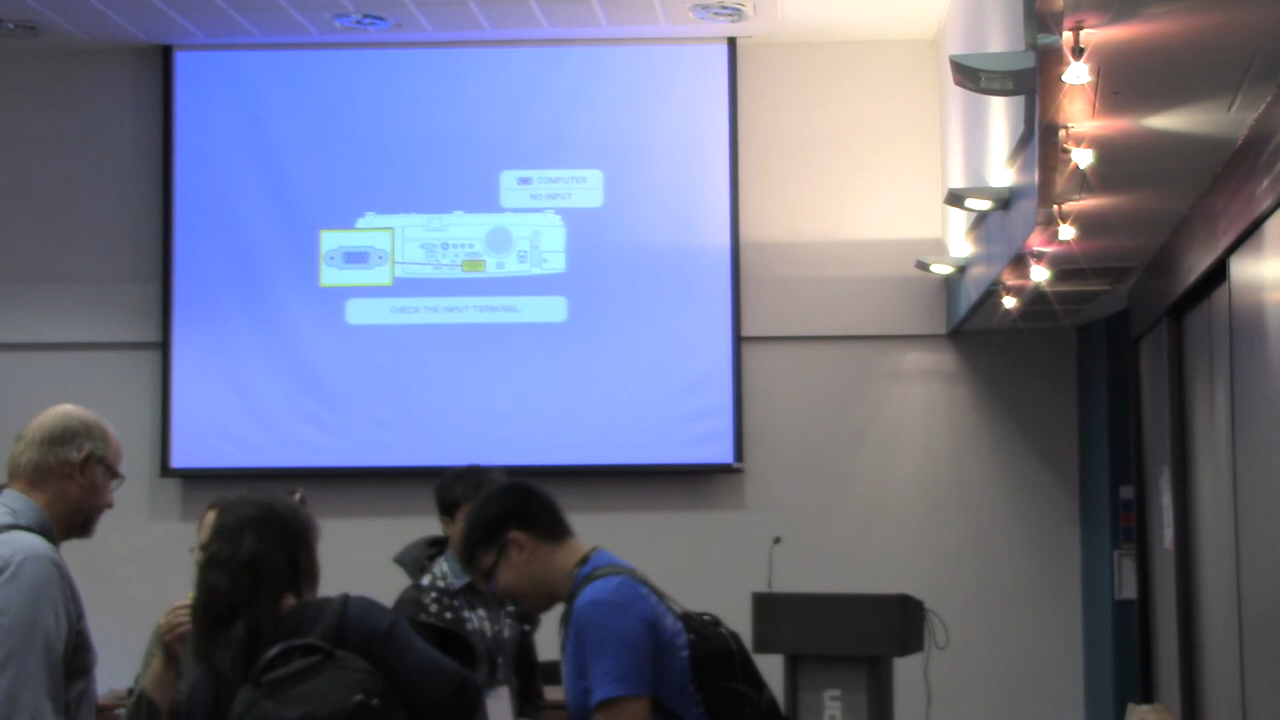 COMPUTER
NO INPUT
CHECK THE INPUT TERMINAL.